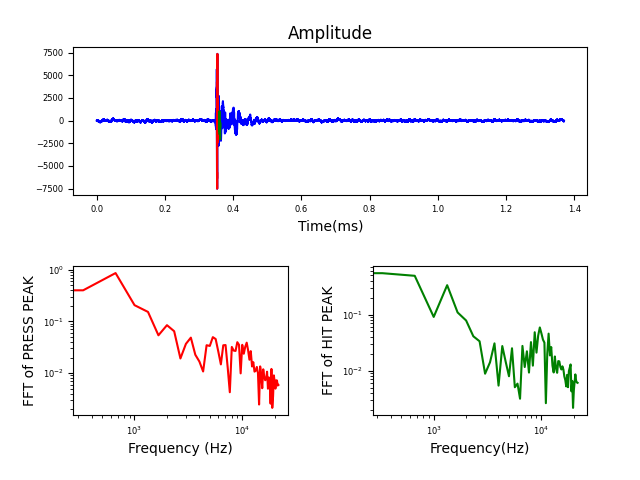 Amplitude
7500
5000
2500
0
−2500
−5000
−7500
0.0 0.2 0.4 0.6 0.8 1.0 1.2 1.4
Time(ms)
FFT of PRESS PEAK
10⁰
10⁻¹
10⁻²
10³ 10⁴
Frequency (Hz)
FFT of HIT PEAK
10⁻¹
10⁻²
10³ 10⁴
Frequency(Hz)